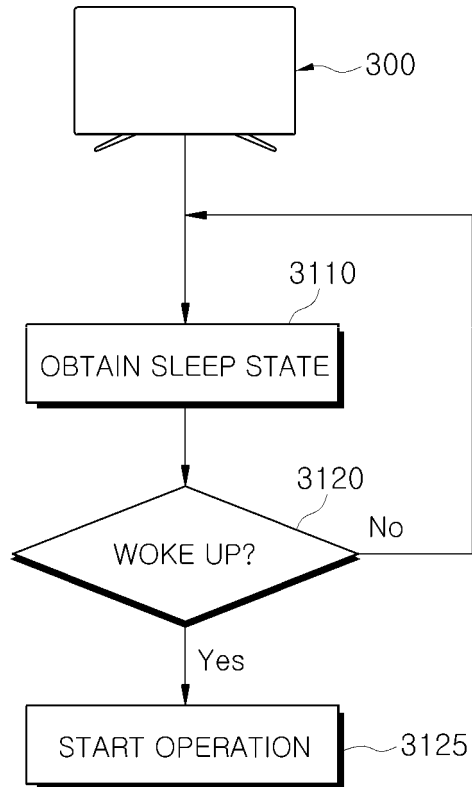 300
3110
OBTAIN SLEEP STATE
3120
WOKE UP?
No
Yes
START OPERATION
3125